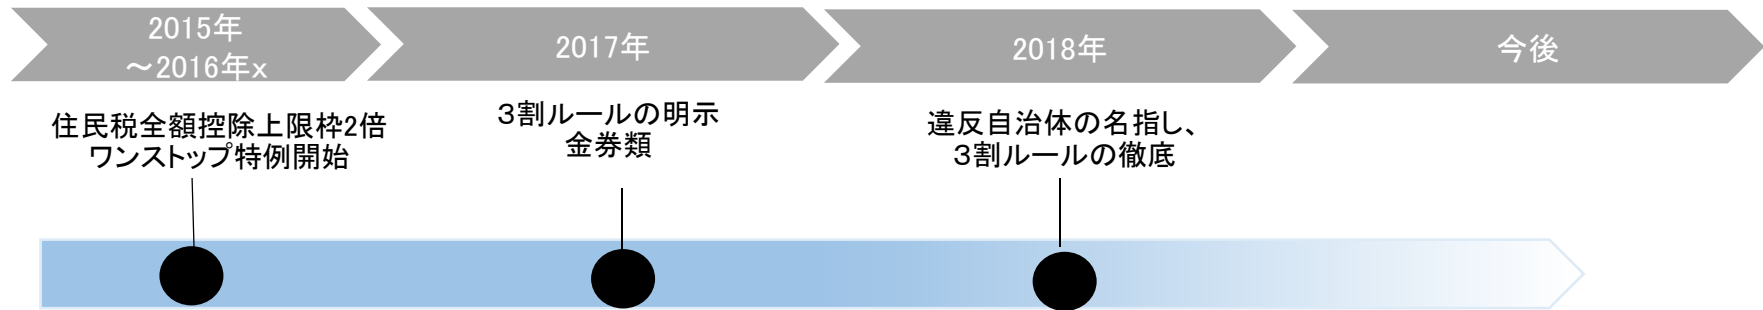 2015年
～2016年x
2017年
2018年
今後
住民税全額控除上限枠2倍
ワンストップ特例開始
３割ルールの明示
金券類
違反自治体の名指し、
３割ルールの徹底